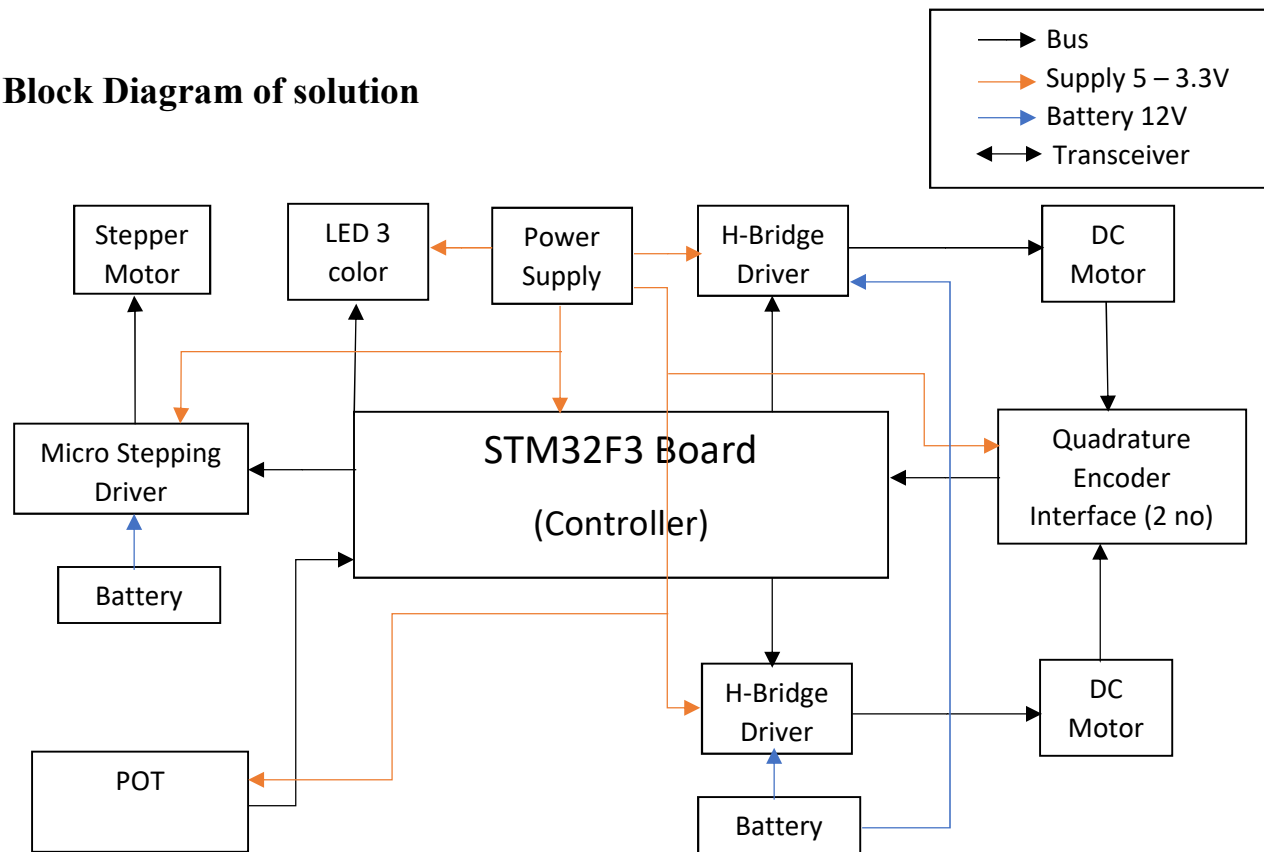 Bus
Supply 5 – 3.3V
Battery 12V
Transceiver
Block Diagram of solution
Stepper
Motor
LED 3
color
Power
Supply
H-Bridge
Driver
DC
Motor
Micro Stepping
Driver
STM32F3 Board
(Controller)
Quadrature
Encoder
Interface (2 no)
Battery
H-Bridge
Driver
DC
Motor
POT
Battery